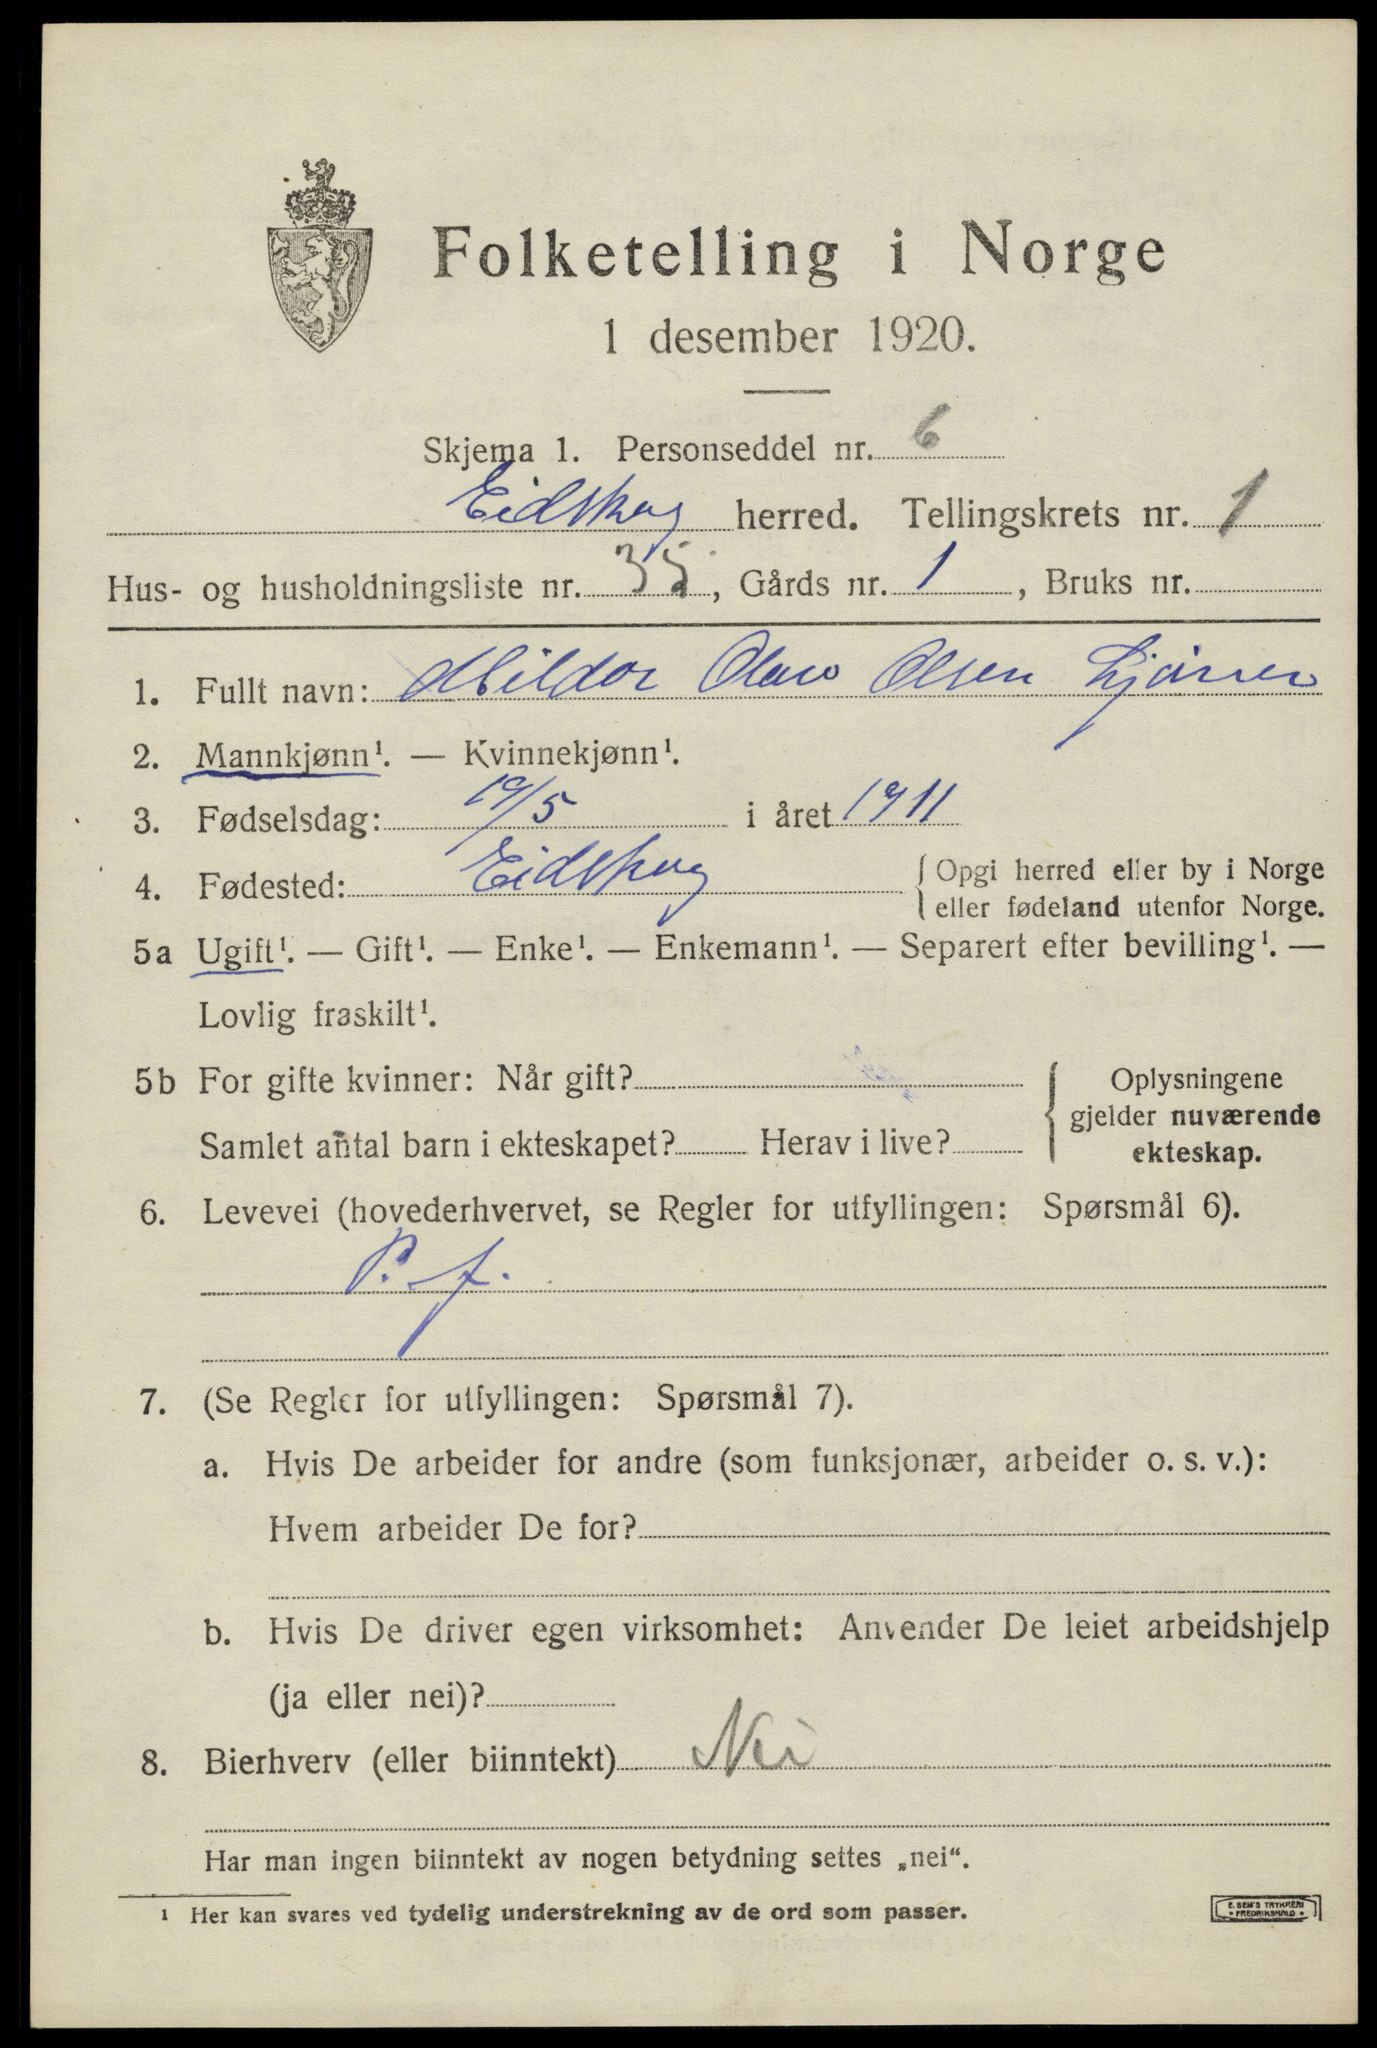 Folketelling i Norge
1 desember 1920.
Skjema 1. Personseddel nr. 6
Eidskog herred. Tellingskrets nr. 1
Hus- og husholdningsliste nr. 35, Gårds nr. 1, Bruks nr.
1. Fullt navn: Olsen
2. Mannkjønn¹. — Kvinnekjønn¹.
3. Fødselsdag: 19/5 i året 1911
4. Fødested: Eidskog { Opgi herred eller by i Norge
eller fødeland utenfor Norge.
5a Ugift¹. — Gift¹. — Enke¹. — Enkemann¹. — Separert efter bevilling¹. —
Lovlig fraskilt¹.
5b For gifte kvinner: Når gift? { Oplysningene
gjelder nuværende
Samlet antal barn i ekteskapet? Herav i live? ekteskap.
6. Levevei (hovederhvervet, se Regler for utfyllingen: Spørsmål 6).
P. f.
7. (Se Regler for utfyllingen: Spørsmål 7).
a. Hvis De arbeider for andre (som funksjonær, arbeider o. s. v.):
Hvem arbeider De for?
b. Hvis De driver egen virksomhet: Anvender De leiet arbeidshjelp
(ja eller nei)?
8. Bierhverv (eller biinntekt) Nei
Har man ingen biinntekt av nogen betydning settes „nei“.
¹ Her kan svares ved tydelig understrekning av de ord som passer.
E. SEM'S TRYKKERI
• FREDRIKSHALD •